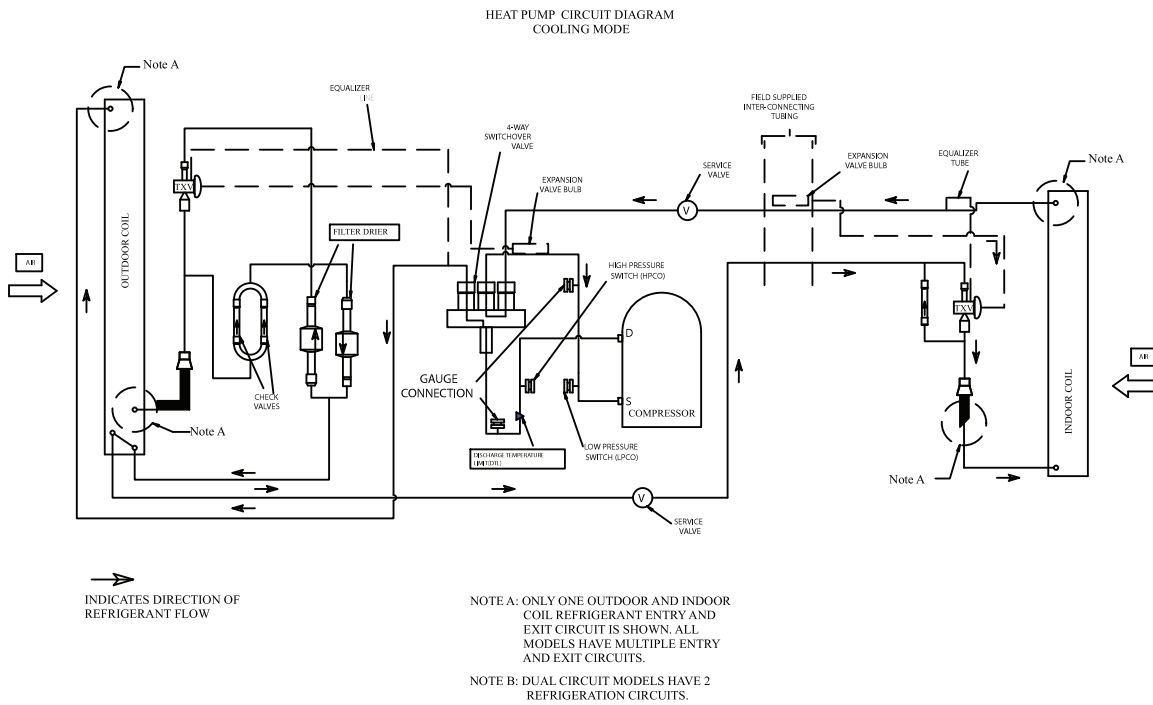 HEAT PUMP CIRCUIT DIAGRAM
COOLING MODE
Note A
EQUALIZER
LINE
4-WAY
SWITCHOVER
VALVE
FIELD SUPPLIED
INTER-CONNECTING
TUBING
SERVICE
VALVE
EXPANSION
VALVE BULB
EQUALIZER
TUBE
Note A
EXPANSION
VALVE BULB
TXV
V
FILTER DRIER
OUTDOOR COIL
AIR
HIGH PRESSURE
SWITCH (HPCO)
TXV
D
GAUGE
CONNECTION
AIR
CHECK
VALVES
S
COMPRESSOR
INDOOR COIL
Note A
DISCHARGE TEMPERATURE
LIMIT(DTL)
LOW PRESSURE
SWITCH (LPCO)
Note A
V
SERVICE
VALVE
INDICATES DIRECTION OF
REFRIGERANT FLOW
NOTE A: ONLY ONE OUTDOOR AND INDOOR
COIL REFRIGERANT ENTRY AND
EXIT CIRCUIT IS SHOWN. ALL
MODELS HAVE MULTIPLE ENTRY
AND EXIT CIRCUITS.
NOTE B: DUAL CIRCUIT MODELS HAVE 2
REFRIGERATION CIRCUITS.